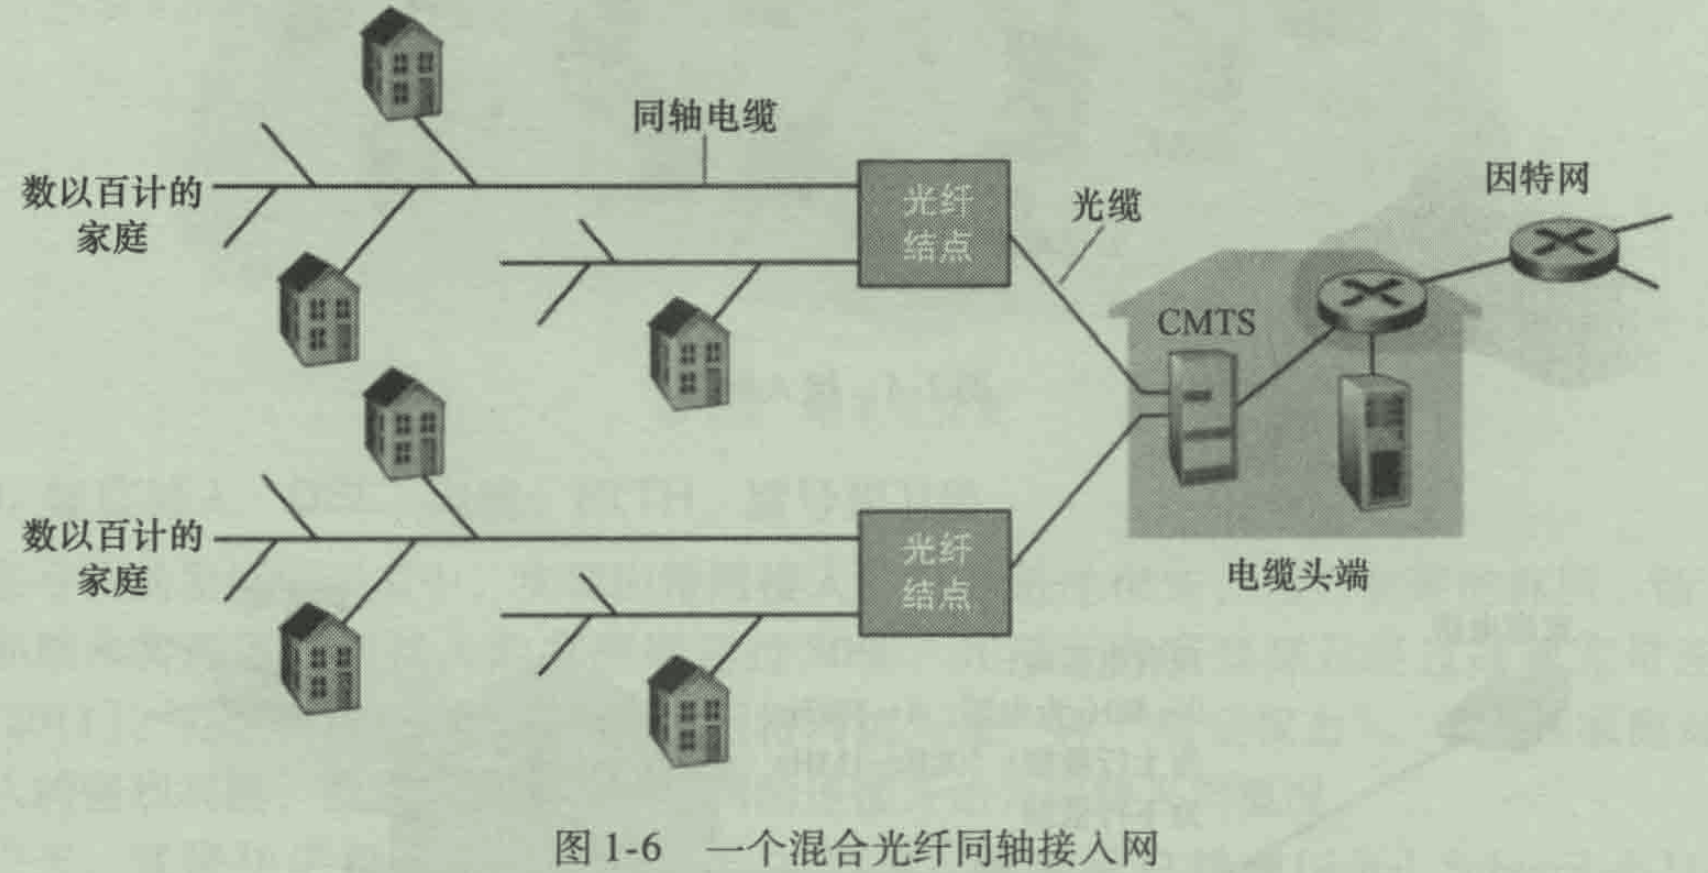 同轴电缆
数以百计的
家庭
光纤
结点
光缆
因特网
CMTS
数以百计的
家庭
光纤
结点
电缆头端
图 1-6 一个混合光纤同轴接入网